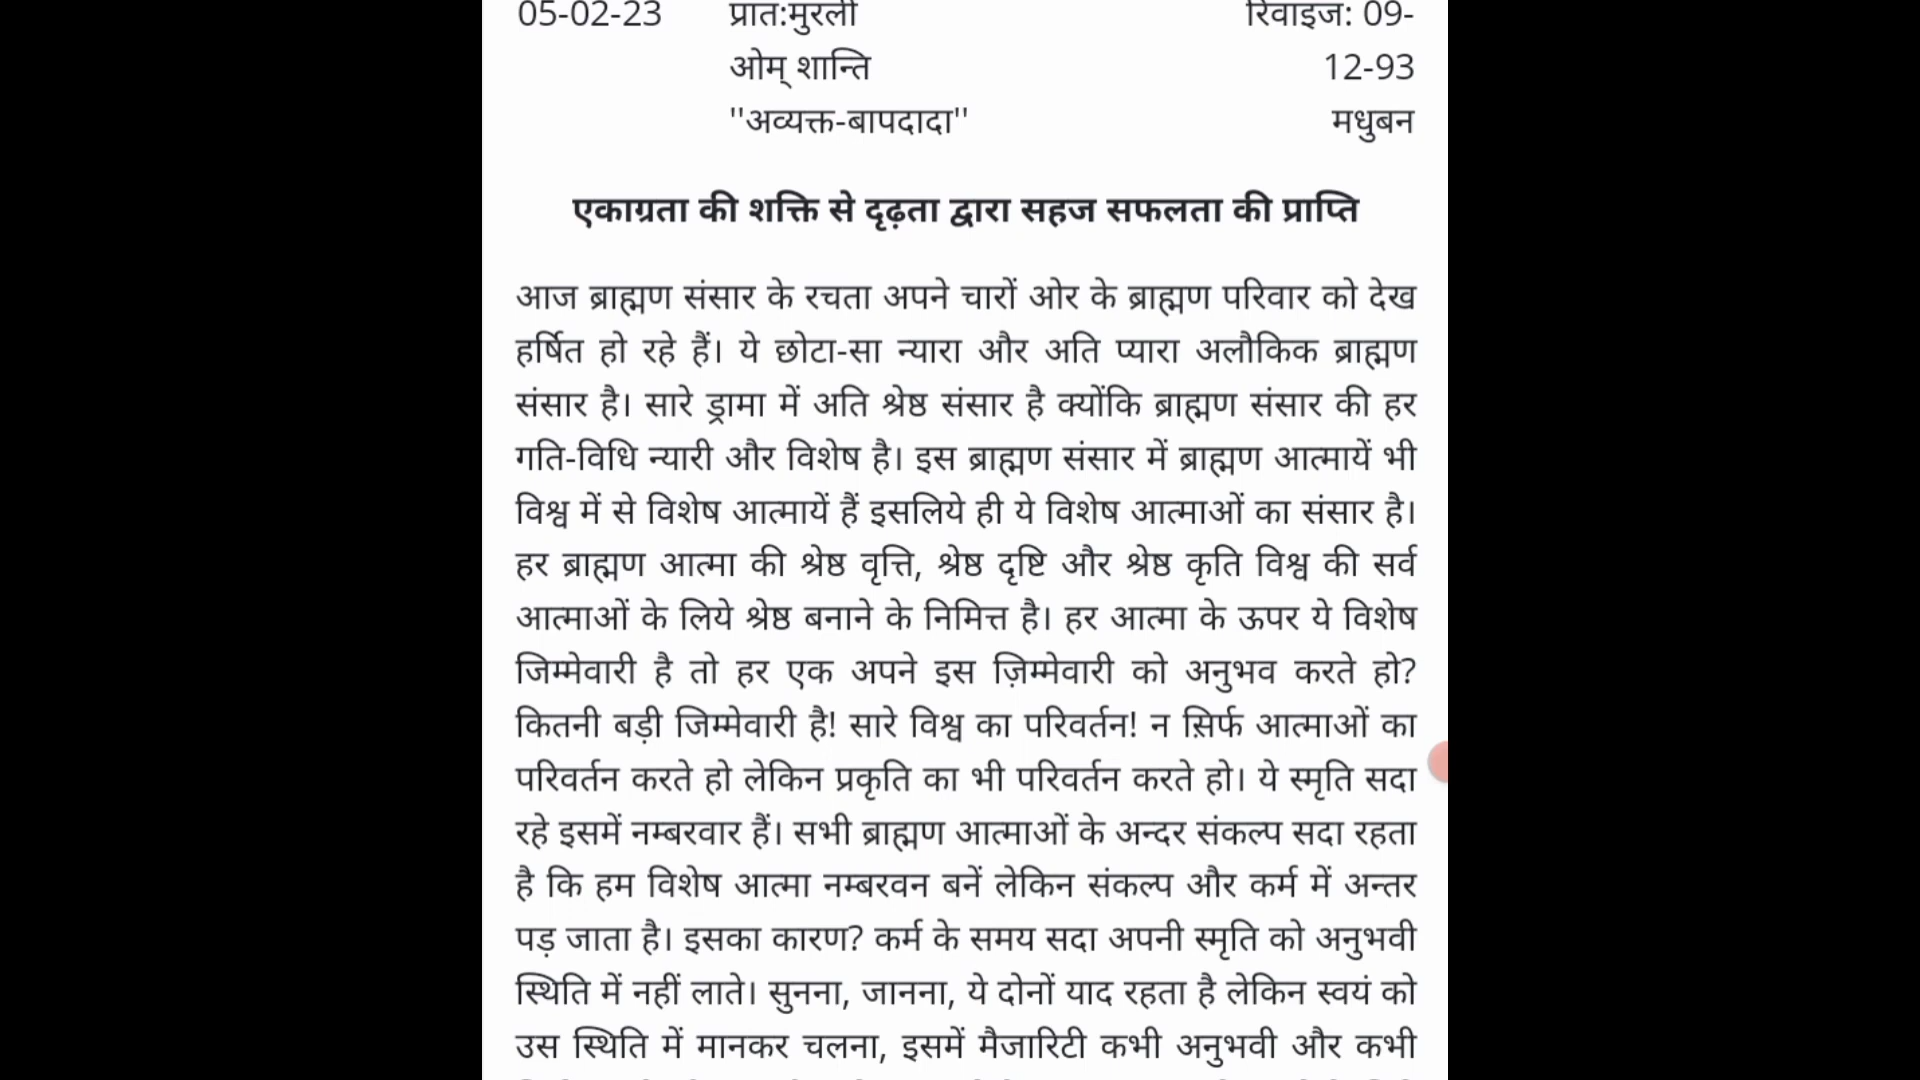 05-02-23 प्रात:मुरली रिवाइज: 09-
ओम् शान्ति 12-93
"अव्यक्त-बापदादा" मधुबन
एकाग्रता की शक्ति से दृढ़ता द्वारा सहज सफलता की प्राप्ति
आज ब्राह्मण संसार के रचता अपने चारों ओर के ब्राह्मण परिवार को देख
हर्षित हो रहे हैं। ये छोटा-सा न्यारा और अति प्यारा अलौकिक ब्राह्मण
संसार है। सारे ड्रामा में अति श्रेष्ठ संसार है क्योंकि ब्राह्मण संसार की हर
गति-विधि न्यारी और विशेष है। इस ब्राह्मण संसार में ब्राह्मण आत्मायें भी
विश्व में से विशेष आत्मायें हैं इसलिये ही ये विशेष आत्माओं का संसार है।
हर ब्राह्मण आत्मा की श्रेष्ठ वृत्ति, श्रेष्ठ दृष्टि और श्रेष्ठ कृति विश्व की सर्व
आत्माओं के लिये श्रेष्ठ बनाने के निमित्त है। हर आत्मा के ऊपर ये विशेष
जिम्मेवारी है तो हर एक अपने इस ज़िम्मेवारी को अनुभव करते हो?
कितनी बड़ी जिम्मेवारी है! सारे विश्व का परिवर्तन! न स़िर्फ आत्माओं का
परिवर्तन करते हो लेकिन प्रकृति का भी परिवर्तन करते हो। ये स्मृति सदा
रहे इसमें नम्बरवार हैं। सभी ब्राह्मण आत्माओं के अन्दर संकल्प सदा रहता
है कि हम विशेष आत्मा नम्बरवन बनें लेकिन संकल्प और कर्म में अन्तर
पड़ जाता है। इसका कारण? कर्म के समय सदा अपनी स्मृति को अनुभवी
स्थिति में नहीं लाते। सुनना, जानना, ये दोनों याद रहता है लेकिन स्वयं को
उस स्थिति में मानकर चलना, इसमें मैजारिटी कभी अनुभवी और कभी